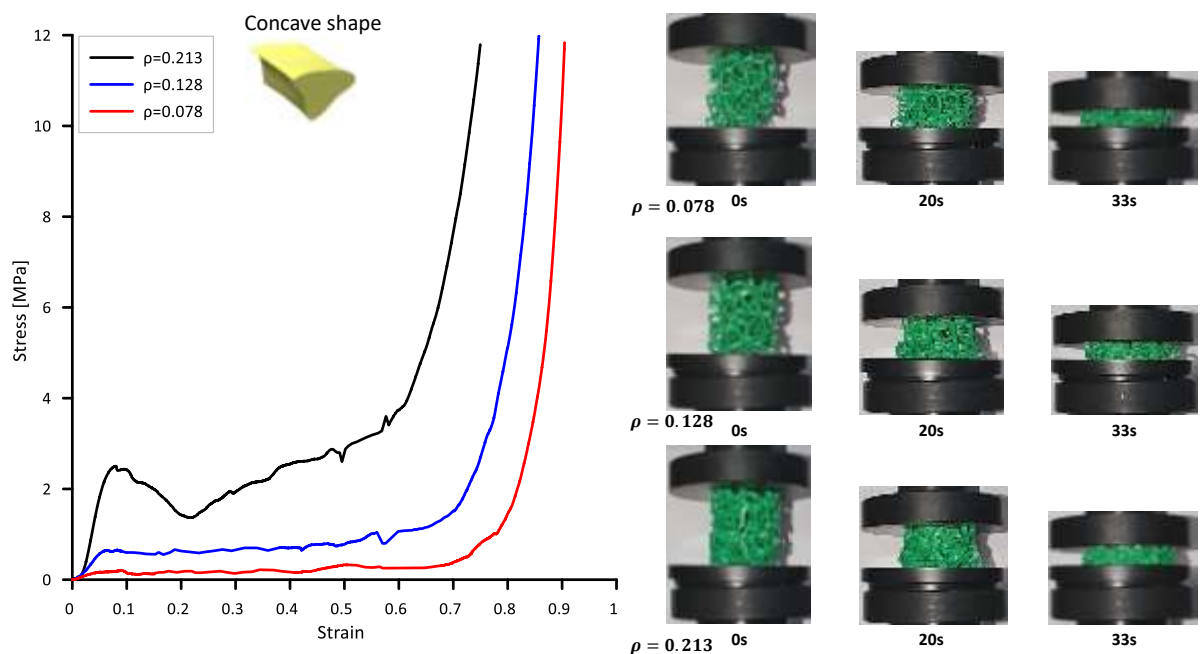 Concave shape
ρ=0.213
ρ=0.128
ρ=0.078
12
10
8
6
4
2
0
Stress [MPa]
0 0.1 0.2 0.3 0.4 0.5 0.6 0.7 0.8 0.9 1
Strain
0s 20s 33s
ρ = 0.078
0s 20s 33s
ρ = 0.128
0s 20s 33s
ρ = 0.213